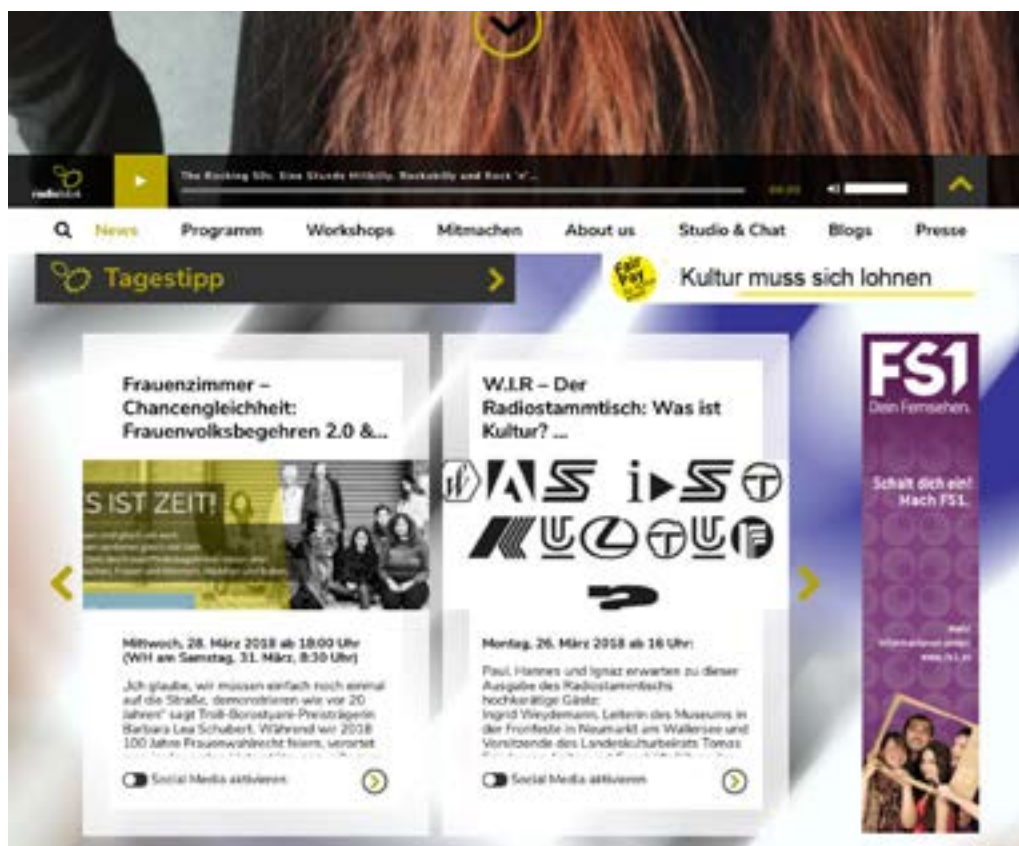 radiofabrik
The Rocking 50s. Eine Stunde Hillbilly, Rockabilly und Rock 'n'...
00:00
News Programm Workshops Mitmachen About us Studio & Chat Blogs Presse
Tagestipp
Fair Pay
Kultur muss sich lohnen
Frauenzimmer –
Chancengleichheit:
Frauenvolksbegehren 2.0 &...
S IST ZEIT!
Mittwoch, 28. März 2018 ab 18:00 Uhr
(WH am Samstag, 31. März, 8:30 Uhr)
„Ich glaube, wir müssen einfach noch einmal
auf die Straße, demonstrieren wie vor 20
Jahren" sagt Troll-Borostyani-Preisträgerin
Barbara Lea Schubert. Während wir 2018
100 Jahre Frauenwahlrecht feiern, verortet
Social Media aktivieren
W.I.R – Der
Radiostammtisch: Was ist
Kultur? ...
WAS iST
KULTUR
?
Montag, 26. März 2018 ab 16 Uhr:
Paul, Hannes und Ignaz erwarten zu dieser
Ausgabe des Radiostammtischs
hochkarätige Gäste:
Ingrid Weydemann, Leiterin des Museums in
der Fronfeste in Neumarkt am Wallersee und
Vorsitzende des Landeskulturbeirats Tomas
Social Media aktivieren
FS1
Dein Fernsehen.
Schalt dich ein!
Mach FS1.
Mehr
Informationen unter
www.fs1.at